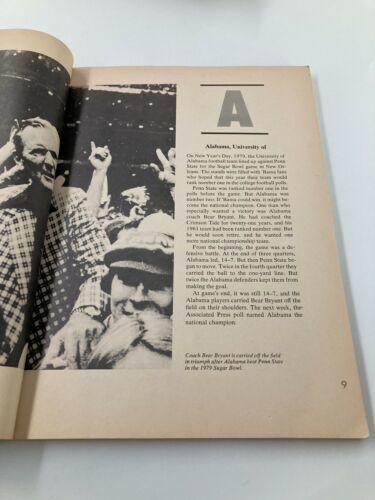 A
Alabama, University of
On New Year's Day, 1979, the University of
Alabama football team lined up against Penn
State for the Sugar Bowl game in New Or-
leans. The stands were filled with 'Bama fans
who hoped that this year their team would
rank number one in the college football polls.
Penn State was ranked number one in the
polls before the game. But Alabama was
number two. If 'Bama could win, it might be-
come the national champion. One man who
especially wanted a victory was Alabama
coach Bear Bryant. He had coached the
Crimson Tide for twenty-one years, and his
1961 team had been ranked number one. But
he would soon retire, and he wanted one
more national championship team.
From the beginning, the game was a de-
fensive battle. At the end of three quarters,
Alabama led, 14–7. But then Penn State be-
gan to move. Twice in the fourth quarter they
carried the ball to the one-yard line. But
twice the Alabama defenders kept them from
making the goal.
At game's end, it was still 14–7, and the
Alabama players carried Bear Bryant off the
field on their shoulders. The next week, the
Associated Press poll named Alabama the
national champion.
Coach Bear Bryant is carried off the field
in triumph after Alabama beat Penn State
in the 1979 Sugar Bowl.
9